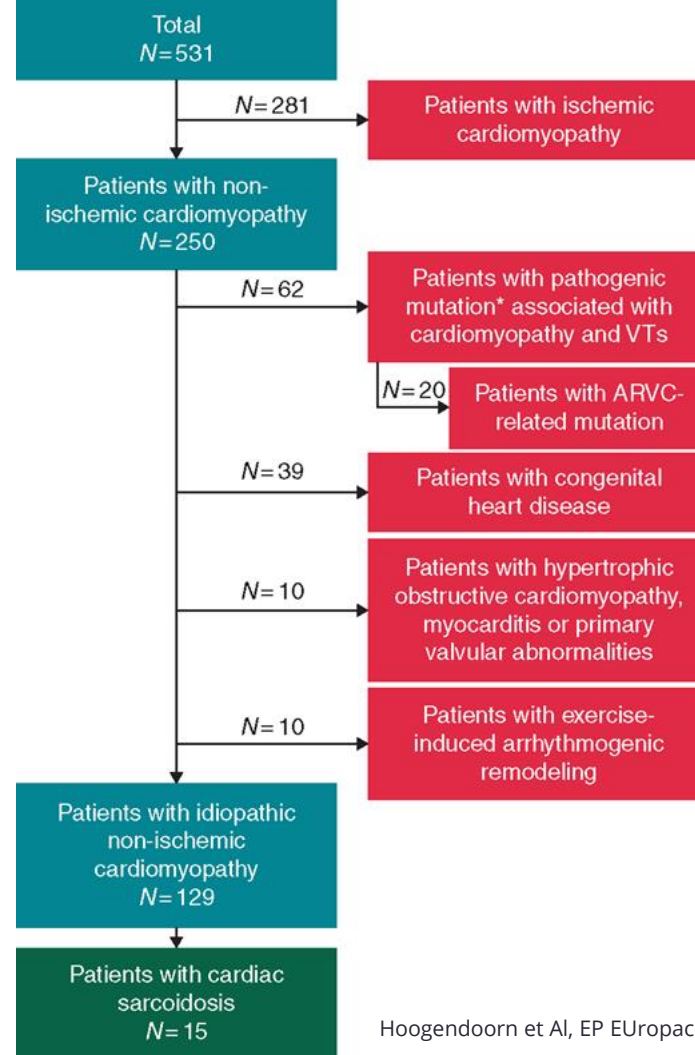 Total
N=531
N=281
Patients with ischemic
cardiomyopathy
Patients with non-
ischemic cardiomyopathy
N=250
N=62
Patients with pathogenic
mutation* associated with
cardiomyopathy and VTs
N=20
Patients with ARVC-
related mutation
N=39
Patients with congenital
heart disease
N=10
Patients with hypertrophic
obstructive cardiomyopathy,
myocarditis or primary
valvular abnormalities
N=10
Patients with exercise-
induced arrhythmogenic
remodeling
Patients with idiopathic
non-ischemic
cardiomyopathy
N=129
Patients with cardiac
sarcoidosis
N=15
Hoogendoorn et Al, EP EUropac